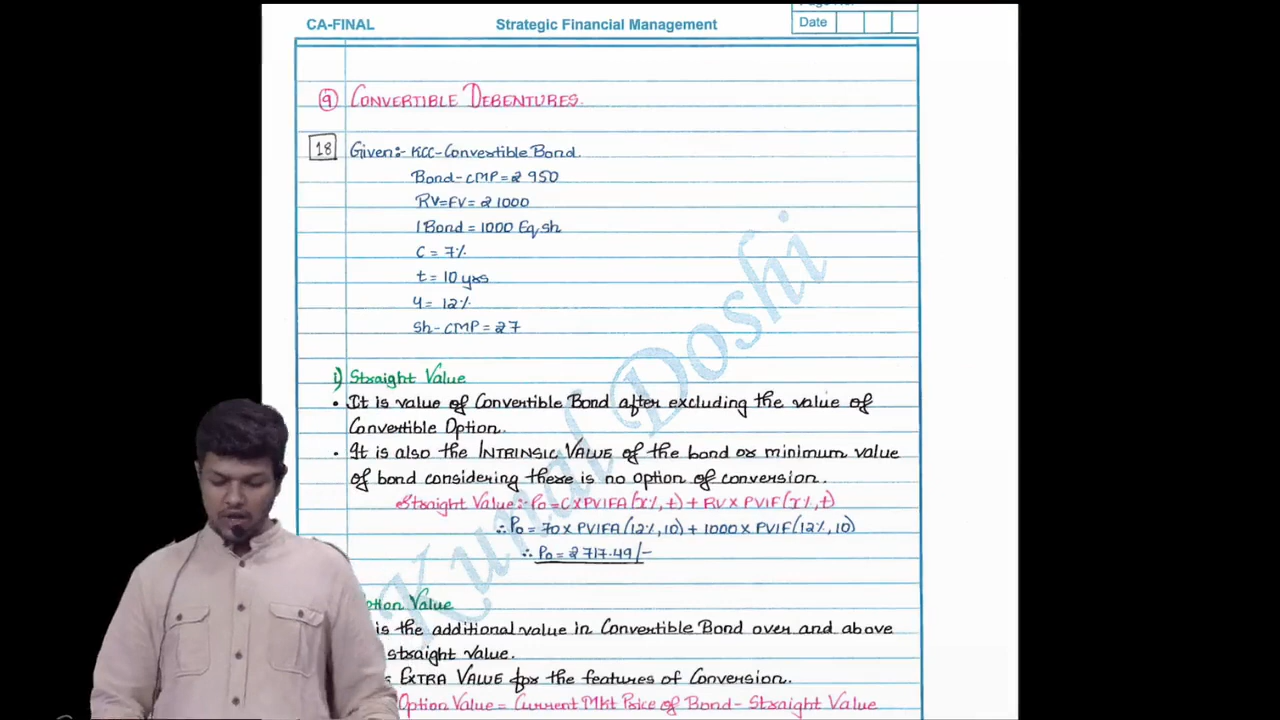 CA-FINAL Strategic Financial Management
Date
9 CONVERTIBLE DEBENTURES.
18 Given:- KCC-Convertible Bond.
Bond-CMP = ₹ 950
RV=FV= ₹ 1000
1 Bond = 1000 Eq.sh
C = 7%
t = 10 yrs
y = 12%
Sh-CMP = ₹7
i) Straight Value
• It is value of Convertible Bond after excluding the value of
Convertible Option.
• It is also the INTRINSIC VALUE of the bond or minimum value
of bond considering there is no option of conversion.
Straight Value:- P0 = C X PVIFA (r%, t) + RV X PVIF (r%, t)
∴ P0 = 70 X PVIFA (12%, 10) + 1000 X PVIF (12%, 10)
∴ P0 = ₹ 717.49/-
Option Value
is the additional value in Convertible Bond over and above
straight value.
EXTRA VALUE for the features of Conversion.
Option Value = Current Mkt Price of Bond - Straight Value
Kunal Doshi